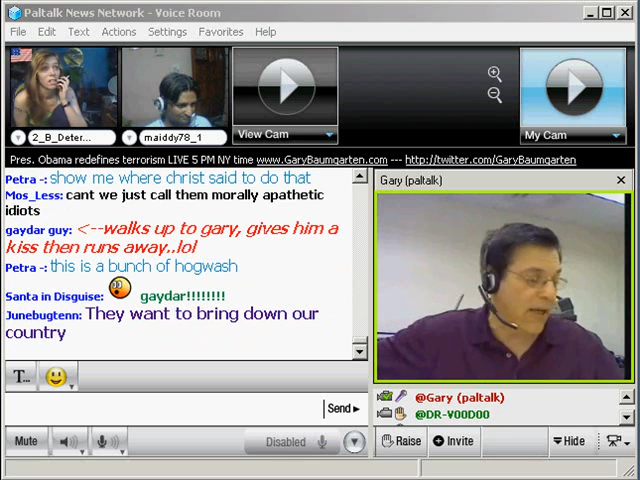 Paltalk News Network - Voice Room
File Edit Text Actions Settings Favorites Help
2_B_Deter...
maiddy78_1
View Cam
My Cam
Pres. Obama redefines terrorism LIVE 5 PM NY time www.GaryBaumgarten.com --- http://twitter.com/GaryBaumgarten
Petra -: show me where christ said to do that
Mos_Less: cant we just call them morally apathetic
idiots
gaydar guy: <--walks up to gary, gives him a
kiss then runs away..lol
Petra -: this is a bunch of hogwash
Santa in Disguise: gaydar!!!!!!!!
Junebugtenn: They want to bring down our
country
Gary (paltalk)
T...
Send
@Gary (paltalk)
@DR-V00D00
Mute
Disabled
Raise
Invite
Hide